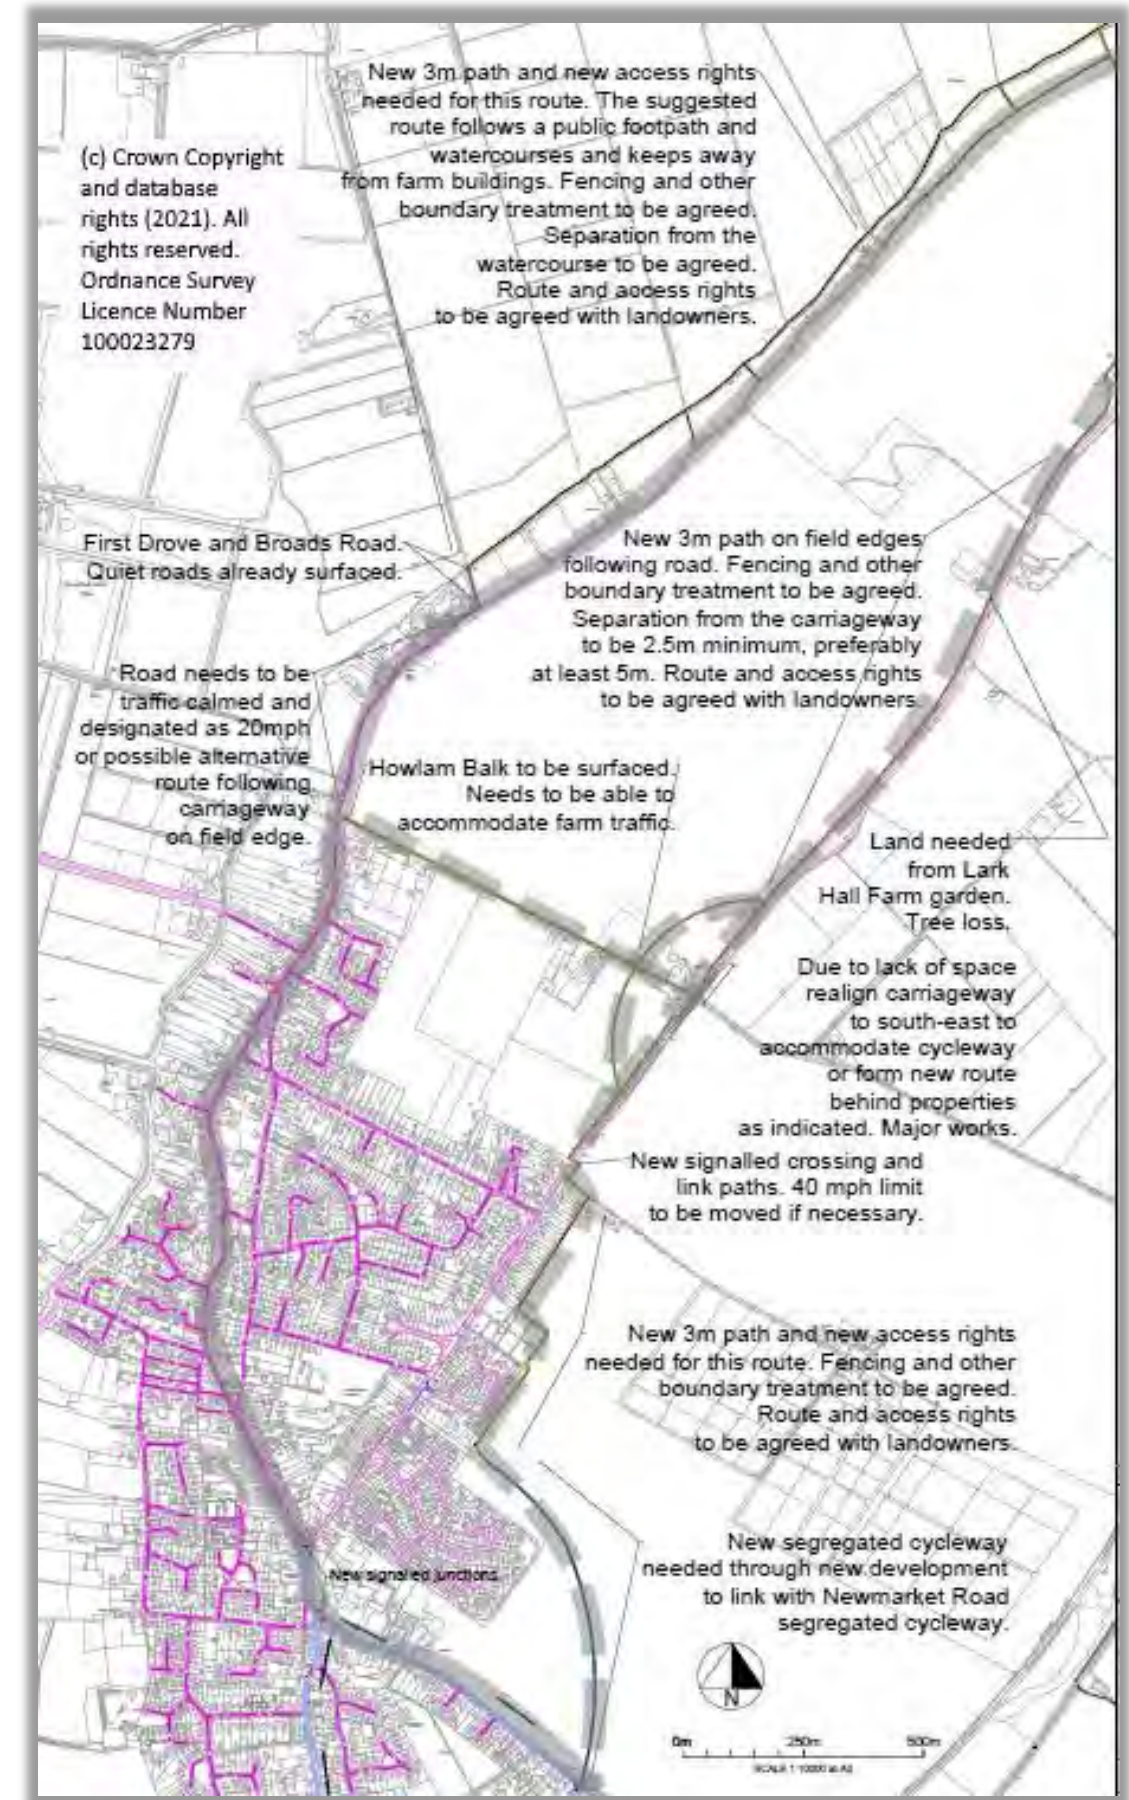 New 3m path and new access rights
needed for this route. The suggested
route follows a public footpath and
watercourses and keeps away
from farm buildings. Fencing and other
boundary treatment to be agreed.
Separation from the
watercourse to be agreed.
Route and access rights
to be agreed with landowners.
(c) Crown Copyright
and database
rights (2021). All
rights reserved.
Ordnance Survey
Licence Number
100023279
First Drove and Broads Road.
Quiet roads already surfaced.
New 3m path on field edges
following road. Fencing and other
boundary treatment to be agreed.
Separation from the carriageway
to be 2.5m minimum, preferably
at least 5m. Route and access rights
to be agreed with landowners.
Road needs to be
traffic calmed and
designated as 20mph
or possible alternative
route following
carriageway
on field edge.
Howlam Balk to be surfaced.
Needs to be able to
accommodate farm traffic.
Land needed
from Lark
Hall Farm garden.
Tree loss.
Due to lack of space
realign carriageway
to south-east to
accommodate cycleway
or form new route
behind properties
as indicated. Major works.
New signalled crossing and
link paths. 40 mph limit
to be moved if necessary.
New 3m path and new access rights
needed for this route. Fencing and other
boundary treatment to be agreed.
Route and access rights
to be agreed with landowners.
New segregated cycleway
needed through new development
to link with Newmarket Road
segregated cycleway.
New signalled junctions
N
0m 250m 500m
SCALE 1:10000 at A3